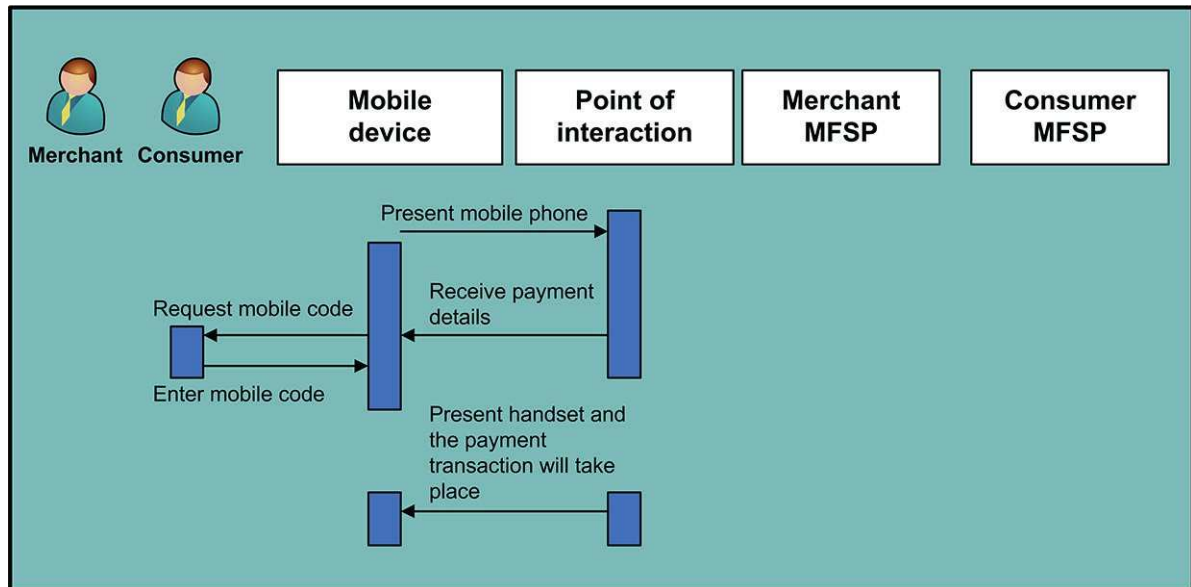 Merchant
Consumer
Mobile
device
Point of
interaction
Merchant
MFSP
Consumer
MFSP
Present mobile phone
Receive payment
details
Request mobile code
Enter mobile code
Present handset and
the payment
transaction will take
place